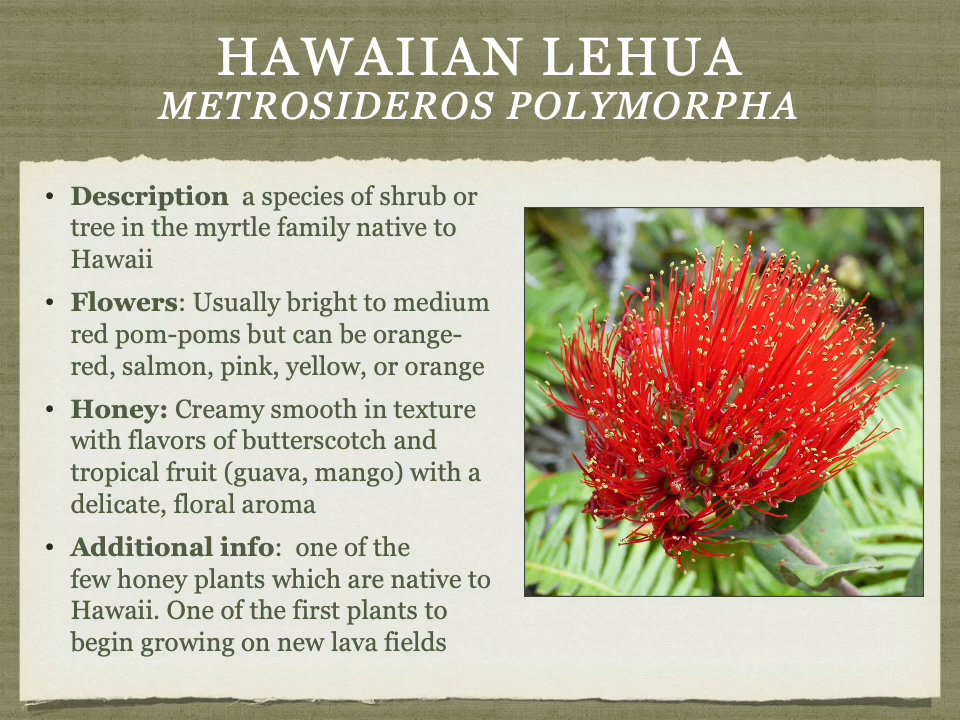 HAWAIIAN LEHUA
METROSIDEROS POLYMORPHA
• Description  a species of shrub or
tree in the myrtle family native to
Hawaii
• Flowers: Usually bright to medium
red pom-poms but can be orange-
red, salmon, pink, yellow, or orange
• Honey: Creamy smooth in texture
with flavors of butterscotch and
tropical fruit (guava, mango) with a
delicate, floral aroma
• Additional info:  one of the
few honey plants which are native to
Hawaii. One of the first plants to
begin growing on new lava fields